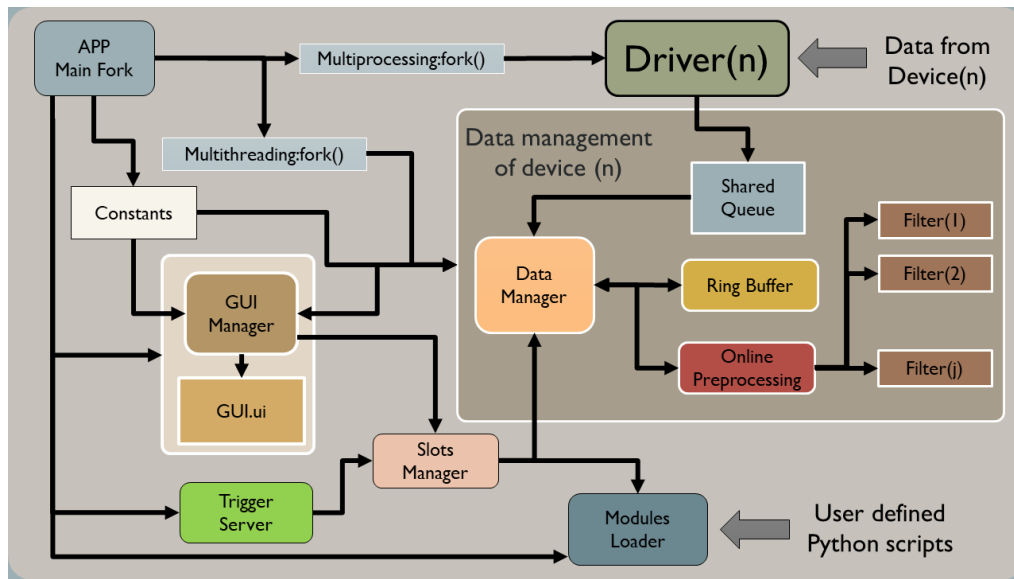 APP
Main Fork
Multiprocessing:fork()
Driver(n)
Data from
Device(n)
Multithreading:fork()
Data management
of device (n)
Shared
Queue
Constants
Filter(1)
Data
Manager
Filter(2)
Ring Buffer
GUI
Manager
Online
Preprocessing
Filter(j)
GUI.ui
Slots
Manager
Trigger
Server
Modules
Loader
User defined
Python scripts